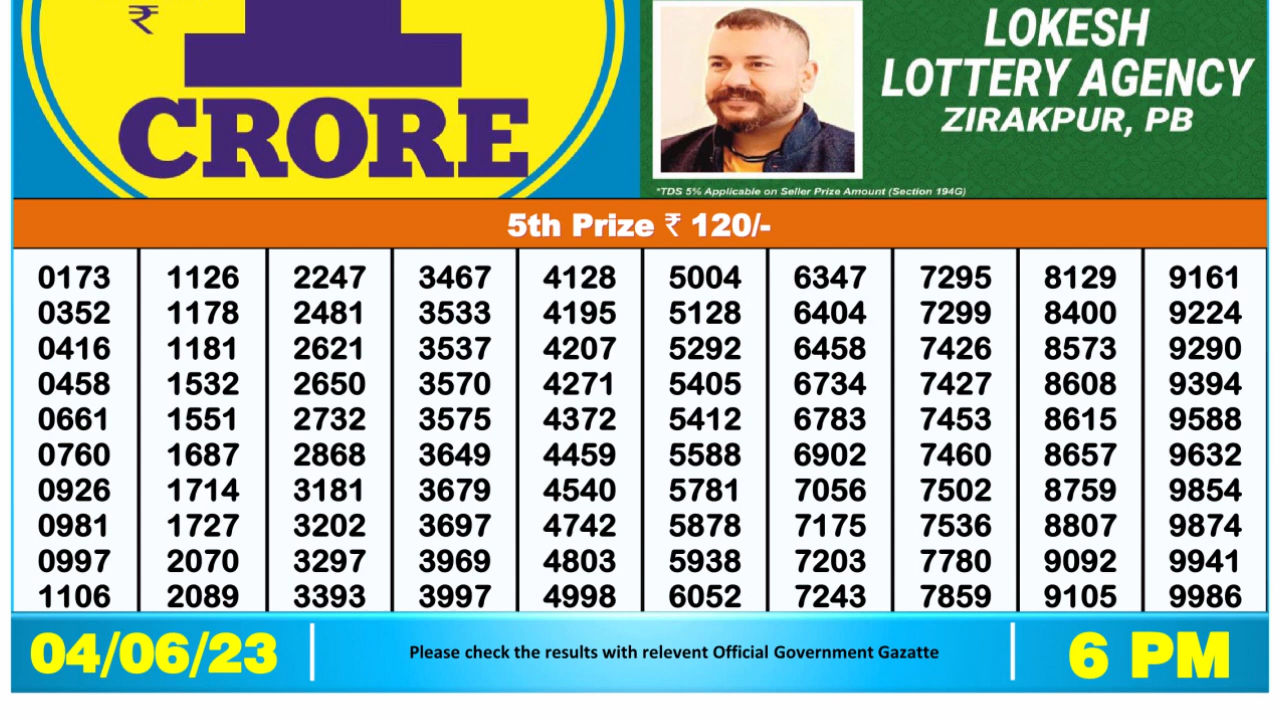 ₹
1
CRORE
LOKESH
LOTTERY AGENCY
ZIRAKPUR, PB
*TDS 5% Applicable on Seller Prize Amount (Section 194G)
5th Prize ₹ 120/-
0173 1126 2247 3467 4128 5004 6347 7295 8129 9161
0352 1178 2481 3533 4195 5128 6404 7299 8400 9224
0416 1181 2621 3537 4207 5292 6458 7426 8573 9290
0458 1532 2650 3570 4271 5405 6734 7427 8608 9394
0661 1551 2732 3575 4372 5412 6783 7453 8615 9588
0760 1687 2868 3649 4459 5588 6902 7460 8657 9632
0926 1714 3181 3679 4540 5781 7056 7502 8759 9854
0981 1727 3202 3697 4742 5878 7175 7536 8807 9874
0997 2070 3297 3969 4803 5938 7203 7780 9092 9941
1106 2089 3393 3997 4998 6052 7243 7859 9105 9986
04/06/23
Please check the results with relevent Official Government Gazatte
6 PM